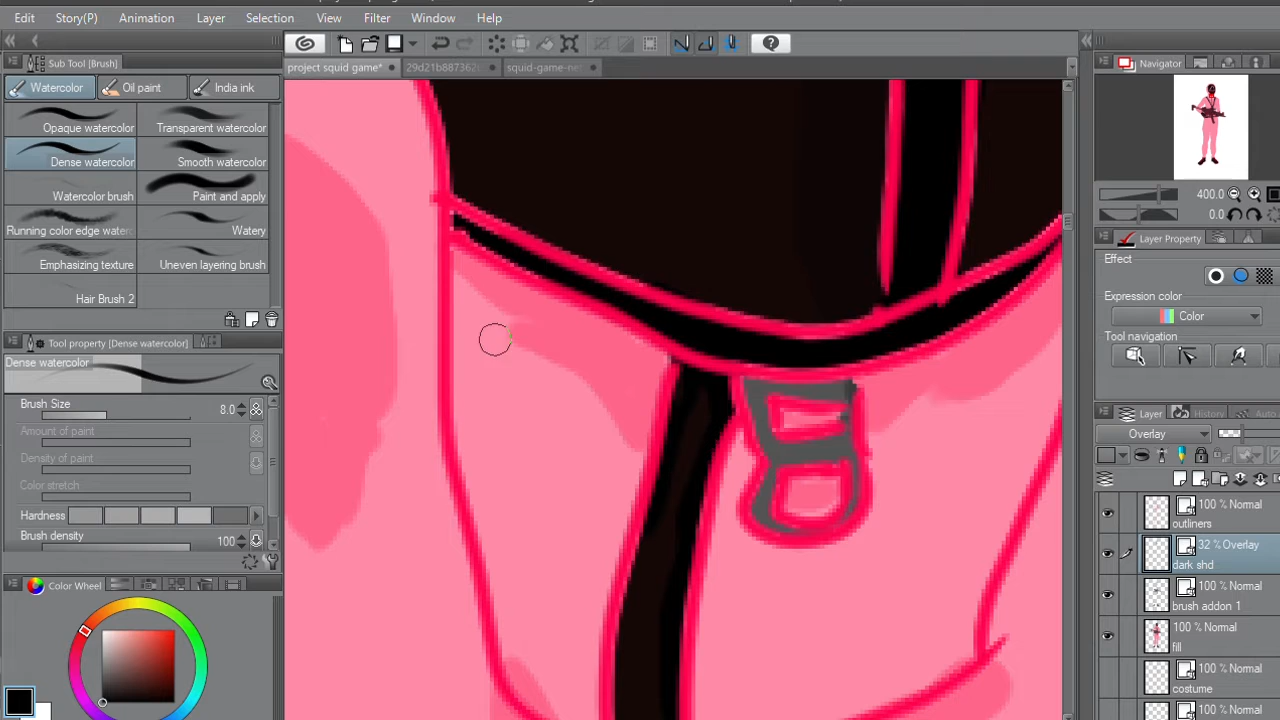 Edit Story(P) Animation Layer Selection View Filter Window Help
Sub Tool [Brush]
Watercolor Oil paint India ink
project squid game* 29d21b887362 squid-game-net
Opaque watercolor Transparent watercolor
Dense watercolor Smooth watercolor
Watercolor brush Paint and apply
Running color edge waterc Watery
Emphasizing texture Uneven layering brush
Hair Brush 2
Tool property [Dense watercolor]
Dense watercolor
Brush Size 8.0
Amount of paint
Density of paint
Color stretch
Hardness
Brush density 100
Color Wheel
Navigator
400.0
0.0
Layer Property
Effect
Expression color
Color
Tool navigation
Layer History Auto
Overlay
100 % Normal
outliners
32 % Overlay
dark shd
100 % Normal
brush addon 1
100 % Normal
fill
100 % Normal
costume
100 % Normal